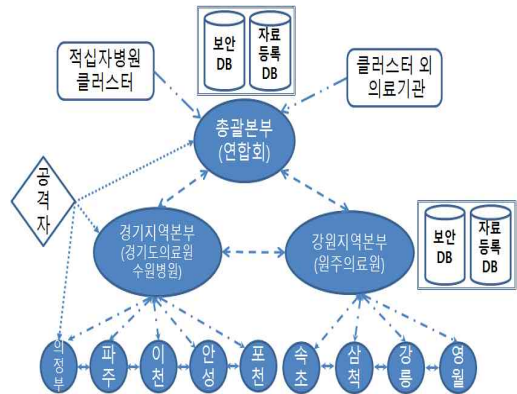 보안
DB
자료
등록
DB
적십자병원
클러스터
클러스터 외
의료기관
총괄본부
(연합회)
공격자
경기지역본부
(경기도의료원
수원병원)
강원지역본부
(원주의료원)
보안
DB
자료
등록
DB
의정부
파주
이천
안성
포천
속초
삼척
강릉
영월